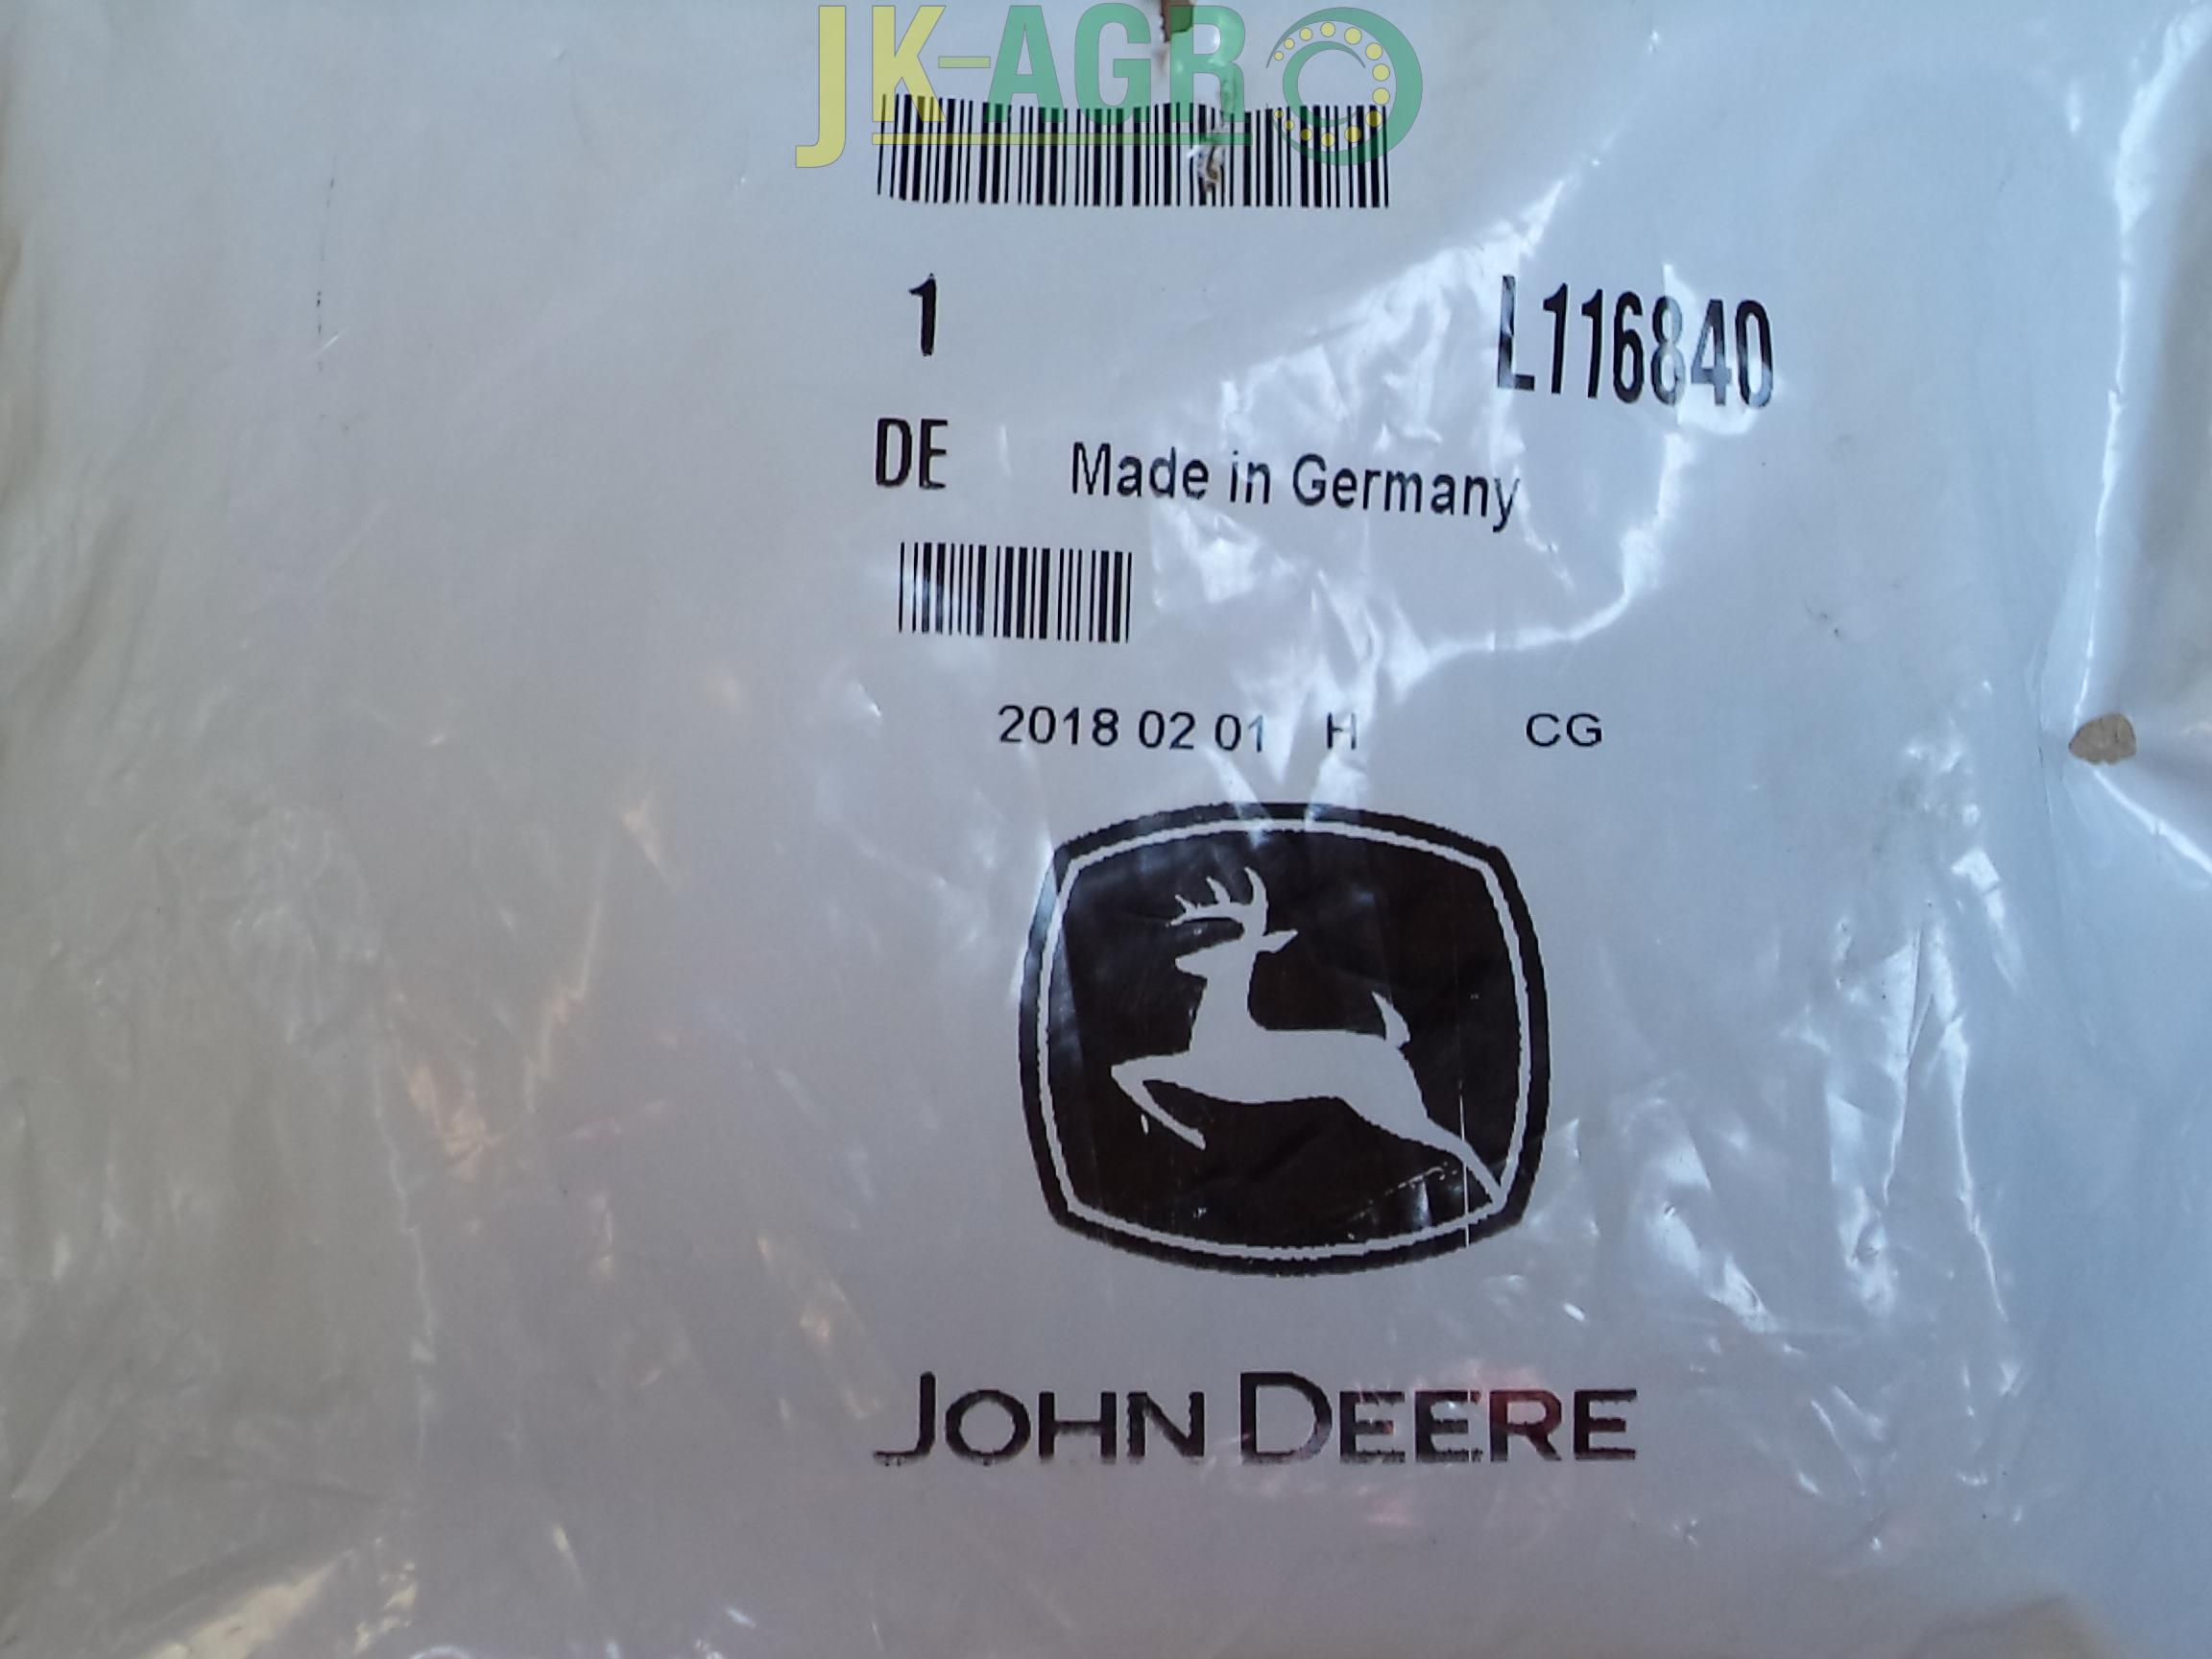 JK-AGRO
1 L116840
DE Made in Germany
2018 02 01 H CG
JOHN DEERE